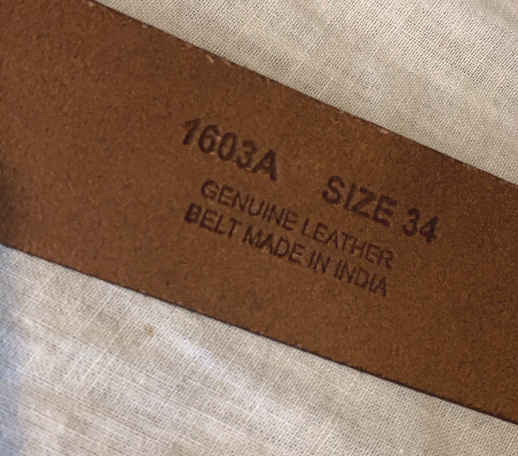 1603A SIZE 34
GENUINE LEATHER
BELT MADE IN INDIA